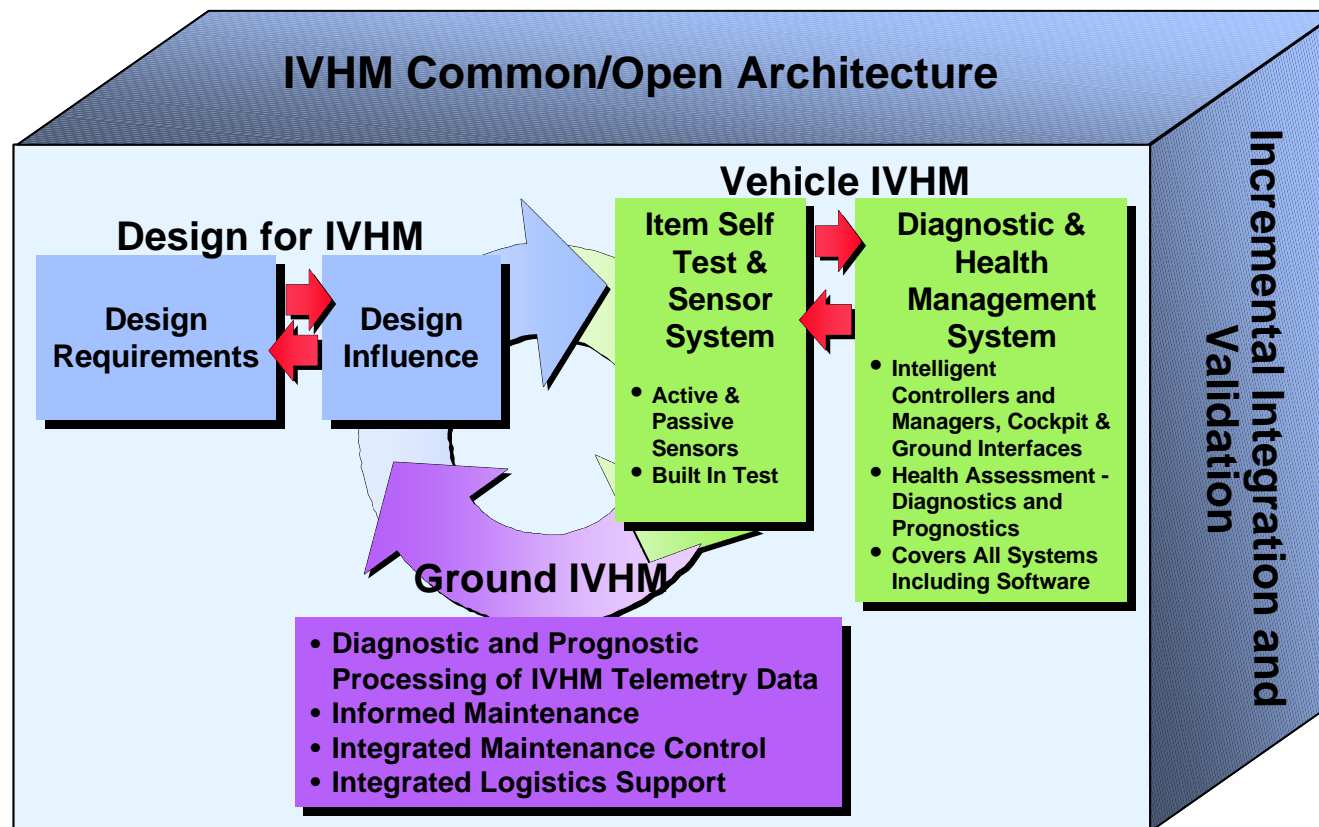 IVHM Common/Open Architecture
Incremental Integration and
Validation
Design for IVHM
Design
Requirements
Design
Influence
Vehicle IVHM
Item Self
Test &
Sensor
System
• Active &
Passive
Sensors
• Built In Test
Diagnostic &
Health
Management
System
• Intelligent
Controllers and
Managers, Cockpit &
Ground Interfaces
• Health Assessment -
Diagnostics and
Prognostics
• Covers All Systems
Including Software
Ground IVHM
• Diagnostic and Prognostic
Processing of IVHM Telemetry Data
• Informed Maintenance
• Integrated Maintenance Control
• Integrated Logistics Support